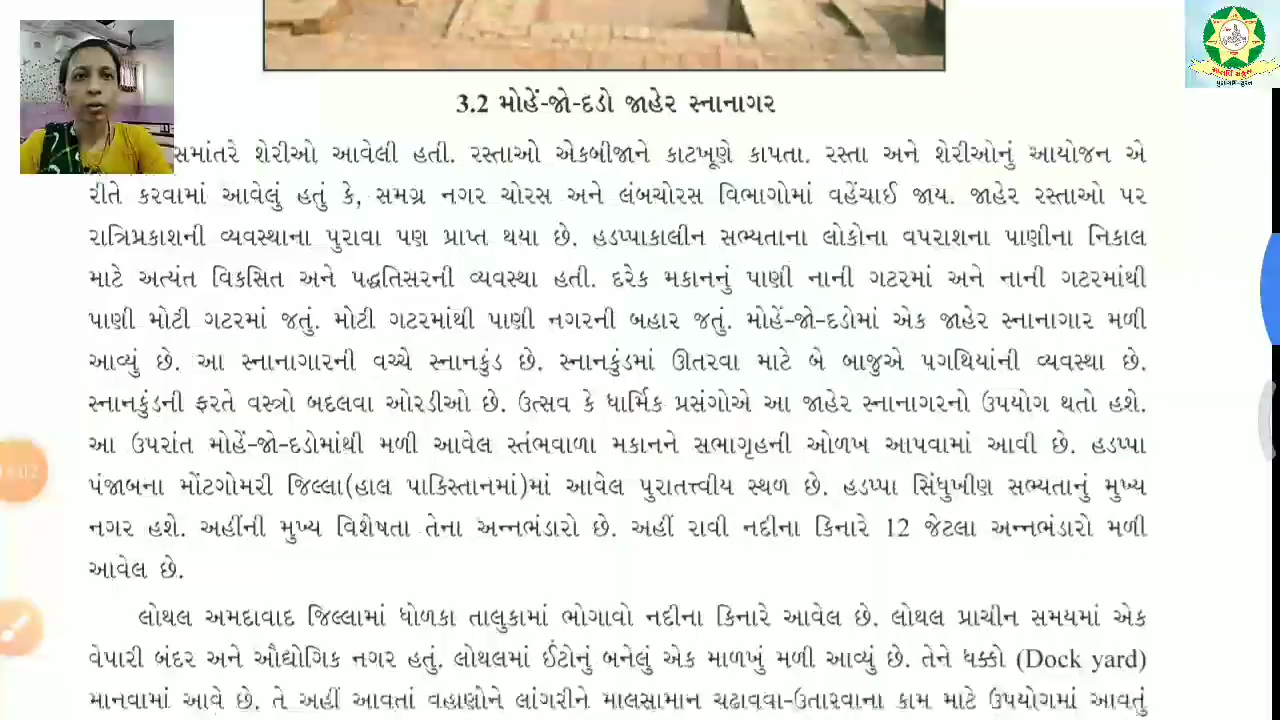 3.2 મોહેં-જો-દડો જાહેર સ્નાનાગર
સમાંતરે શેરીઓ આવેલી હતી. રસ્તાઓ એકબીજાને કાટખૂણે કાપતા. રસ્તા અને શેરીઓનું આયોજન એ
રીતે કરવામાં આવેલું હતું કે, સમગ્ર નગર ચોરસ અને લંબચોરસ વિભાગોમાં વહેંચાઈ જાય. જાહેર રસ્તાઓ પર
રાત્રિપ્રકાશની વ્યવસ્થાના પુરાવા પણ પ્રાપ્ત થયા છે. હડપ્પાકાલીન સભ્યતાના લોકોના વપરાશના પાણીના નિકાલ
માટે અત્યંત વિકસિત અને પદ્ધતિસરની વ્યવસ્થા હતી. દરેક મકાનનું પાણી નાની ગટરમાં અને નાની ગટરમાંથી
પાણી મોટી ગટરમાં જતું. મોટી ગટરમાંથી પાણી નગરની બહાર જતું. મોહેં-જો-દડોમાં એક જાહેર સ્નાનાગાર મળી
આવ્યું છે. આ સ્નાનાગારની વચ્ચે સ્નાનકુંડ છે. સ્નાનકુંડમાં ઊતરવા માટે બે બાજુએ પગથિયાંની વ્યવસ્થા છે.
સ્નાનકુંડની ફરતે વસ્ત્રો બદલવા ઓરડીઓ છે. ઉત્સવ કે ધાર્મિક પ્રસંગોએ આ જાહેર સ્નાનાગરનો ઉપયોગ થતો હશે.
આ ઉપરાંત મોહેં-જો-દડોમાંથી મળી આવેલ સ્તંભવાળા મકાનને સભાગૃહની ઓળખ આપવામાં આવી છે. હડપ્પા
પંજાબના મોંટગોમરી જિલ્લા(હાલ પાકિસ્તાનમાં)માં આવેલ પુરાતત્ત્વીય સ્થળ છે. હડપ્પા સિંધુખીણ સભ્યતાનું મુખ્ય
નગર હશે. અહીંની મુખ્ય વિશેષતા તેના અન્નભંડારો છે. અહીં રાવી નદીના કિનારે 12 જેટલા અન્નભંડારો મળી
આવેલ છે.
લોથલ અમદાવાદ જિલ્લામાં ધોળકા તાલુકામાં ભોગાવો નદીના કિનારે આવેલ છે. લોથલ પ્રાચીન સમયમાં એક
વેપારી બંદર અને ઔદ્યોગિક નગર હતું. લોથલમાં ઈંટોનું બનેલું એક માળખું મળી આવ્યું છે. તેને ધક્કો (Dock yard)
માનવામાં આવે છે. તે અહીં આવતાં વહાણોને લાંગરીને માલસામાન ચઢાવવા-ઉતારવાના કામ માટે ઉપયોગમાં આવતું